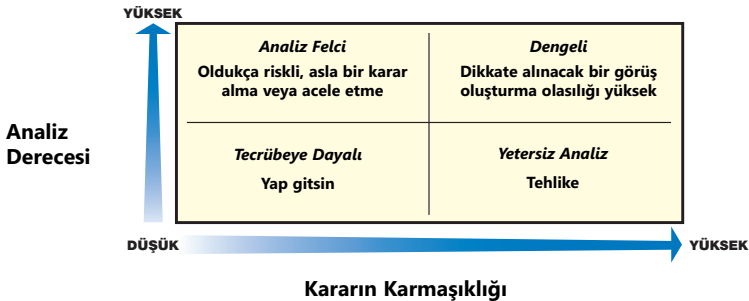 YÜKSEK
Analiz Felci
Oldukça riskli, asla bir karar
alma veya acele etme
Dengeli
Dikkate alınacak bir görüş
oluşturma olasılığı yüksek
Analiz
Derecesi
Tecrübeye Dayalı
Yap gitsin
Yetersiz Analiz
Tehlike
DÜŞÜK
YÜKSEK
Kararın Karmaşıklığı